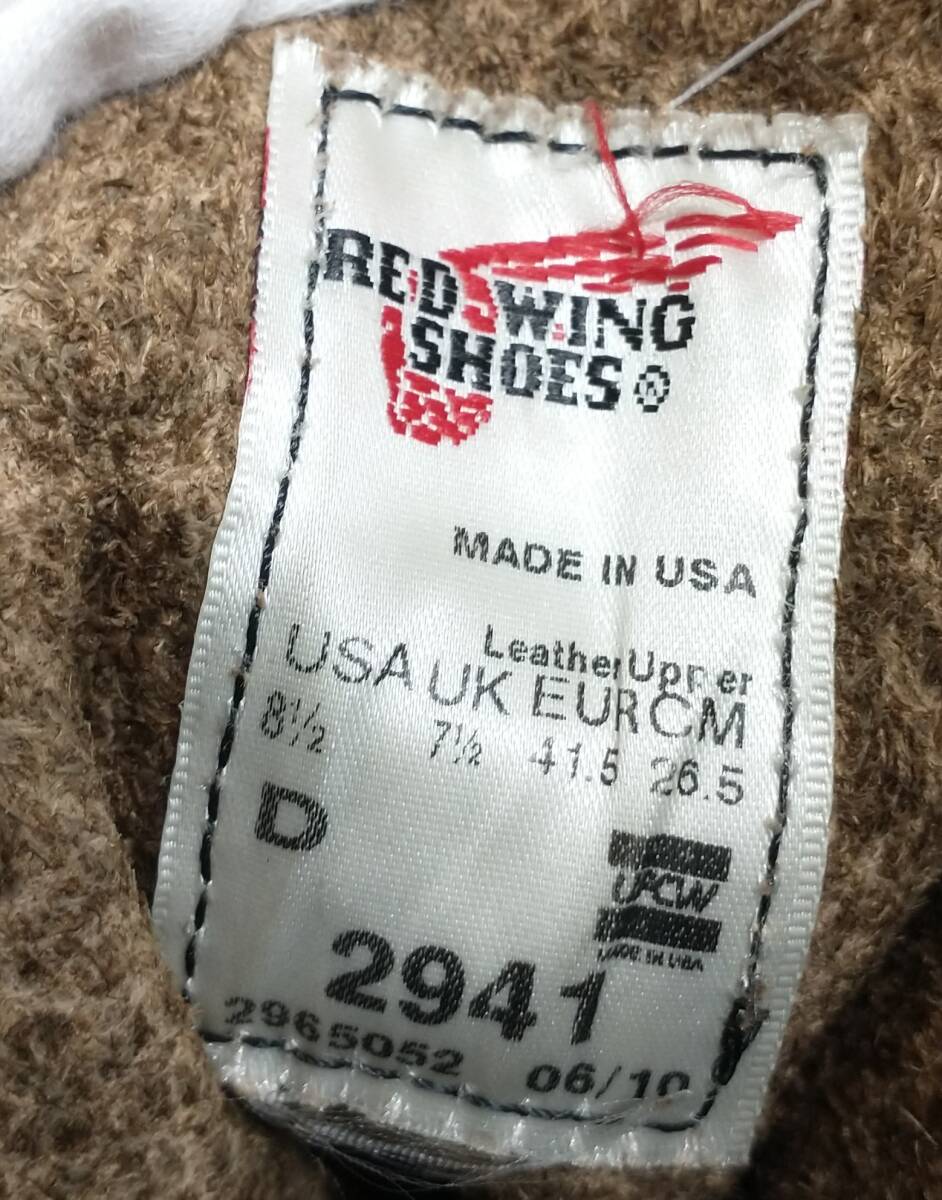 RED WING
SHOES®
MADE IN USA
Leather Upper
USA UK EUR CM
8½ 7½ 41.5 26.5
D
UFCW
MADE IN USA
2941
2965052 06/10